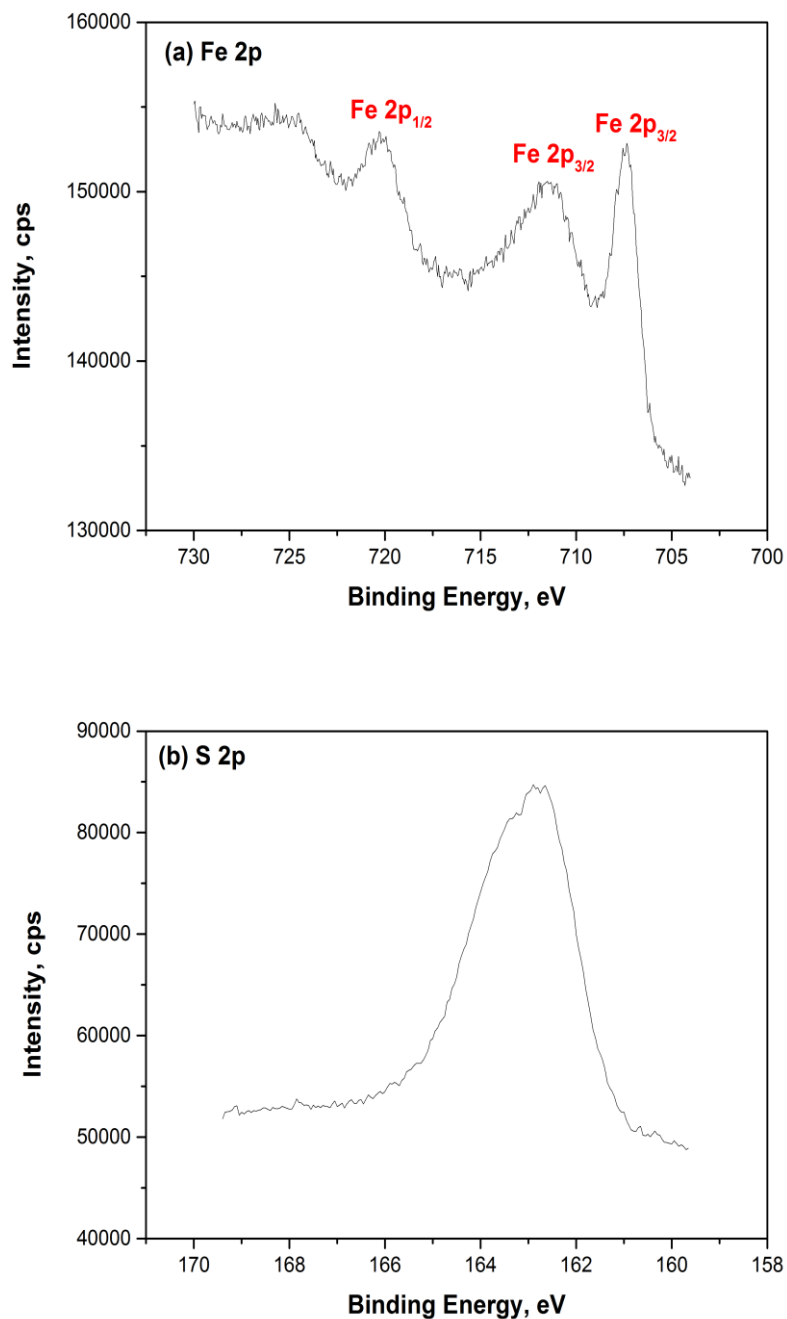 160000
(a) Fe 2p
Fe 2p1/2
Fe 2p3/2
Fe 2p3/2
150000
140000
130000
Intensity, cps
730 725 720 715 710 705 704 700
Binding Energy, eV
90000
(b) S 2p
80000
70000
60000
50000
40000
Intensity, cps
170 168 166 164 162 160 158
Binding Energy, eV